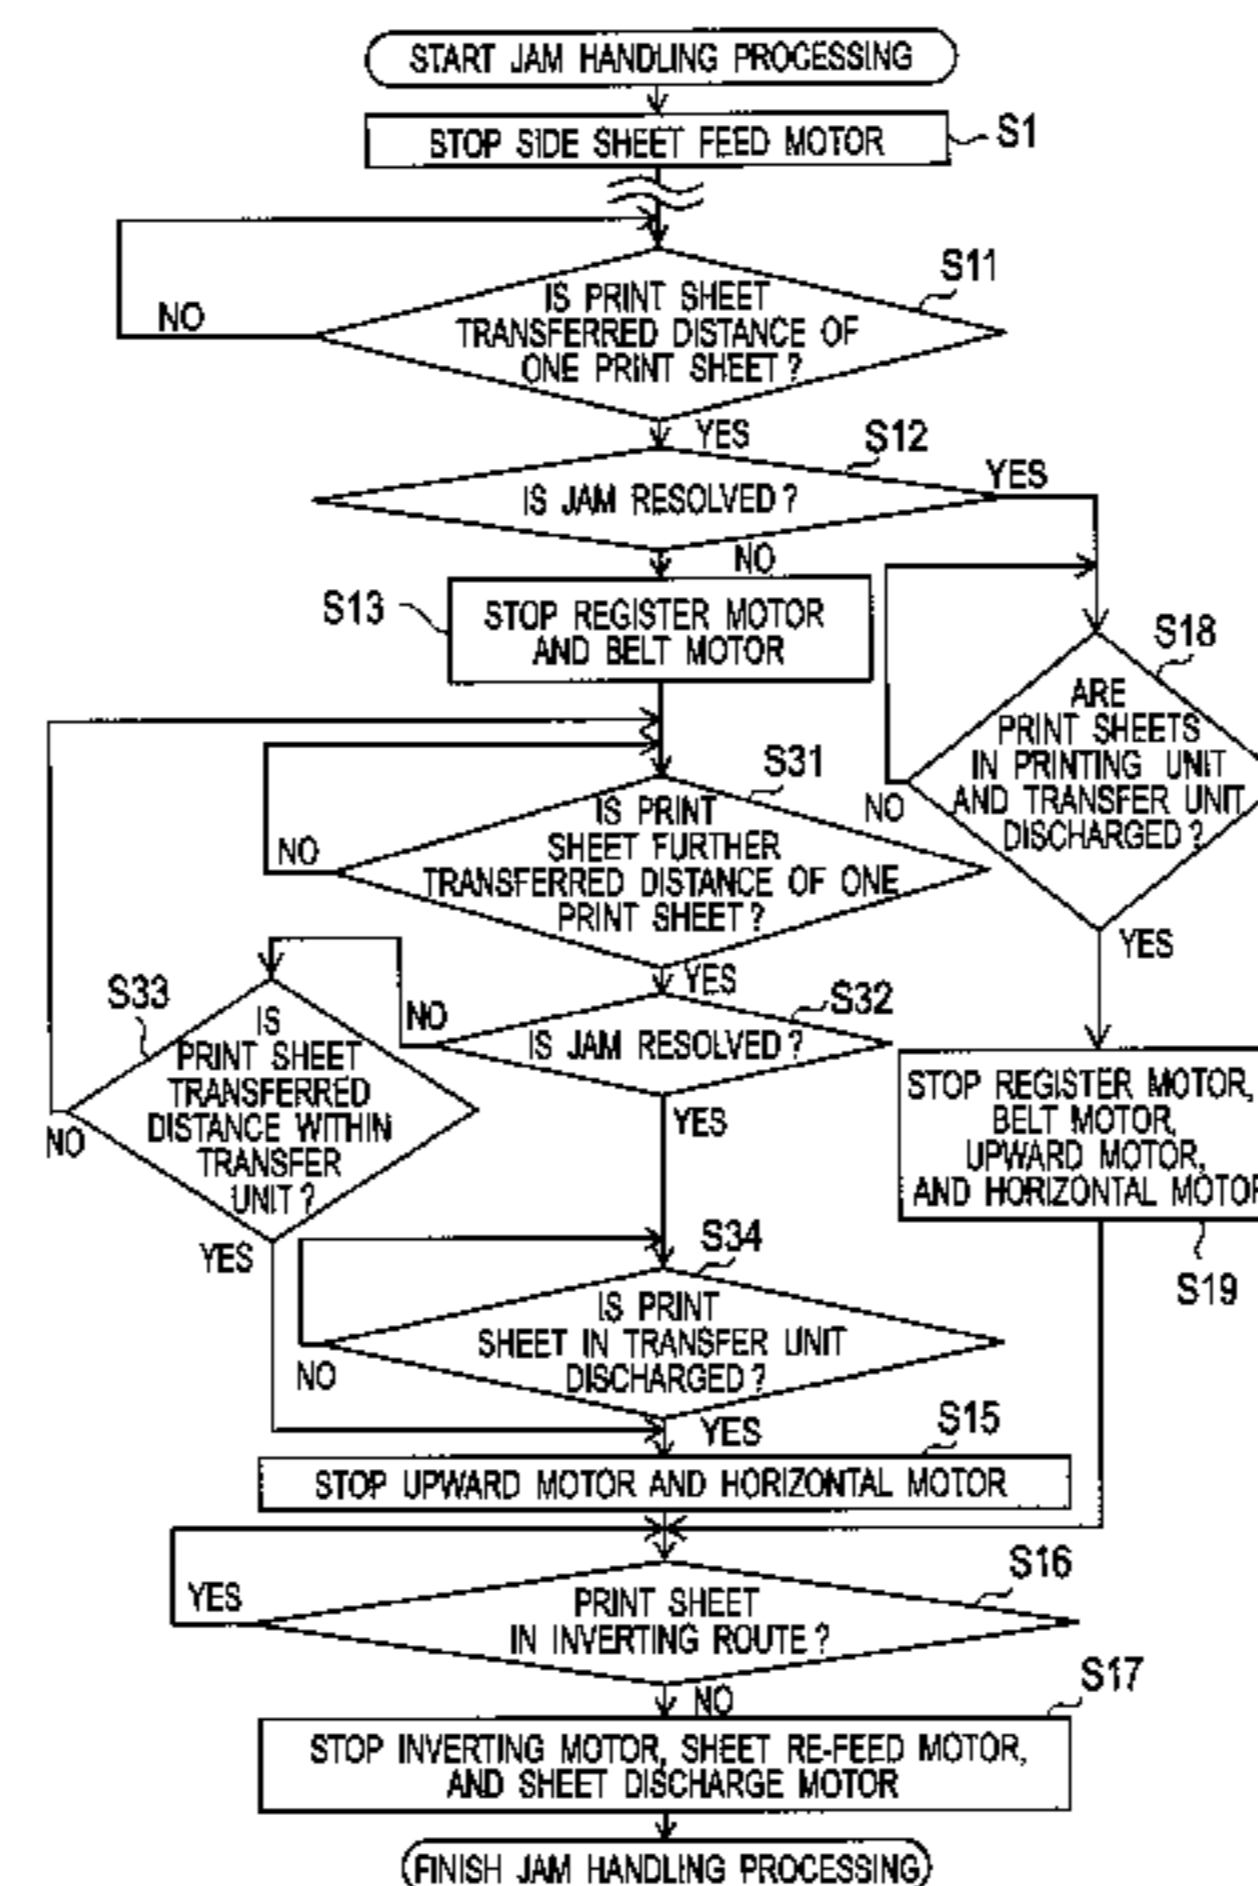 START JAM HANDLING PROCESSING
STOP SIDE SHEET FEED MOTOR
S1
S11
IS PRINT SHEET
TRANSFERRED DISTANCE OF
ONE PRINT SHEET?
NO
YES
S12
IS JAM RESOLVED?
YES
NO
S13
STOP REGISTER MOTOR
AND BELT MOTOR
S18
ARE
PRINT SHEETS
IN PRINTING UNIT
AND TRANSFER UNIT
DISCHARGED?
NO
YES
S31
IS PRINT
SHEET FURTHER
TRANSFERRED DISTANCE OF ONE
PRINT SHEET?
NO
YES
S32
IS JAM RESOLVED?
NO
YES
S33
IS
PRINT SHEET
TRANSFERRED
DISTANCE WITHIN
TRANSFER
UNIT?
NO
YES
STOP REGISTER MOTOR,
BELT MOTOR,
UPWARD MOTOR,
AND HORIZONTAL MOTOR
S19
S34
IS PRINT
SHEET IN TRANSFER UNIT
DISCHARGED?
NO
YES
S15
STOP UPWARD MOTOR AND HORIZONTAL MOTOR
S16
PRINT SHEET
IN INVERTING ROUTE?
YES
NO
S17
STOP INVERTING MOTOR, SHEET RE-FEED MOTOR,
AND SHEET DISCHARGE MOTOR
FINISH JAM HANDLING PROCESSING